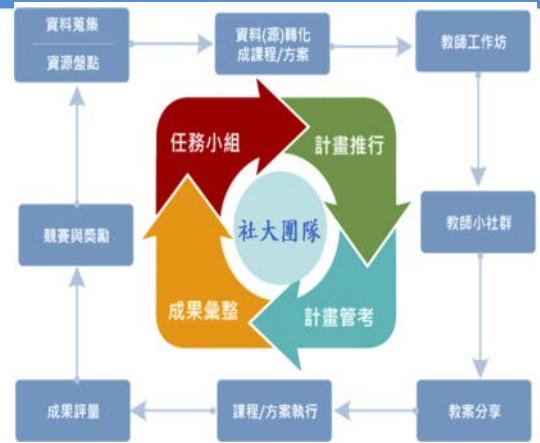 資料蒐集
資源盤點
資料(源)轉化
成課程/方案
教師工作坊
任務小組
計畫推行
競賽與獎勵
社大團隊
教師小社群
成果彙整
計畫管考
成果評量
課程/方案執行
教案分享